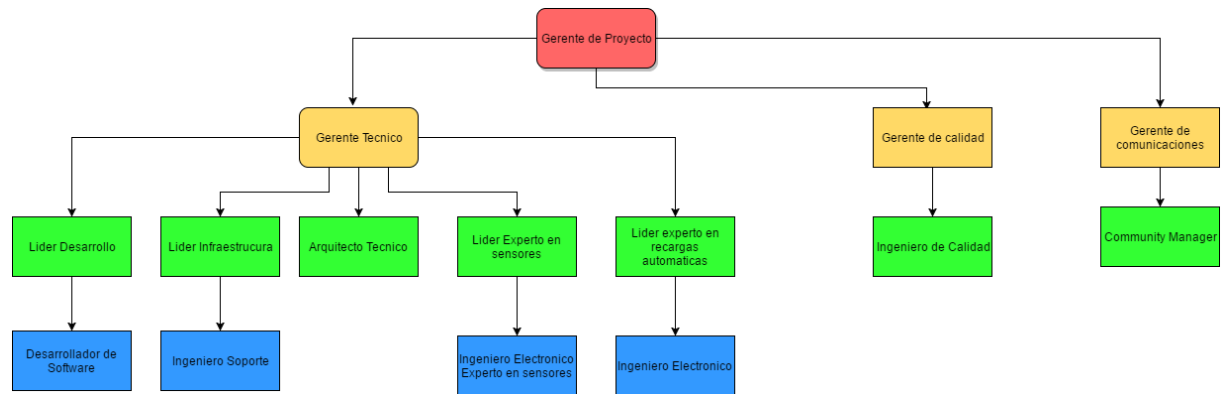 Gerente de Proyecto
Gerente Tecnico
Gerente de calidad
Gerente de
comunicaciones
Lider Desarrollo
Lider Infraestrucura
Arquitecto Tecnico
Lider Experto en
sensores
Lider experto en
recargas
automaticas
Ingeniero de Calidad
Community Manager
Desarrollador de
Software
Ingeniero Soporte
Ingeniero Electronico
Experto en sensores
Ingeniero Electronico